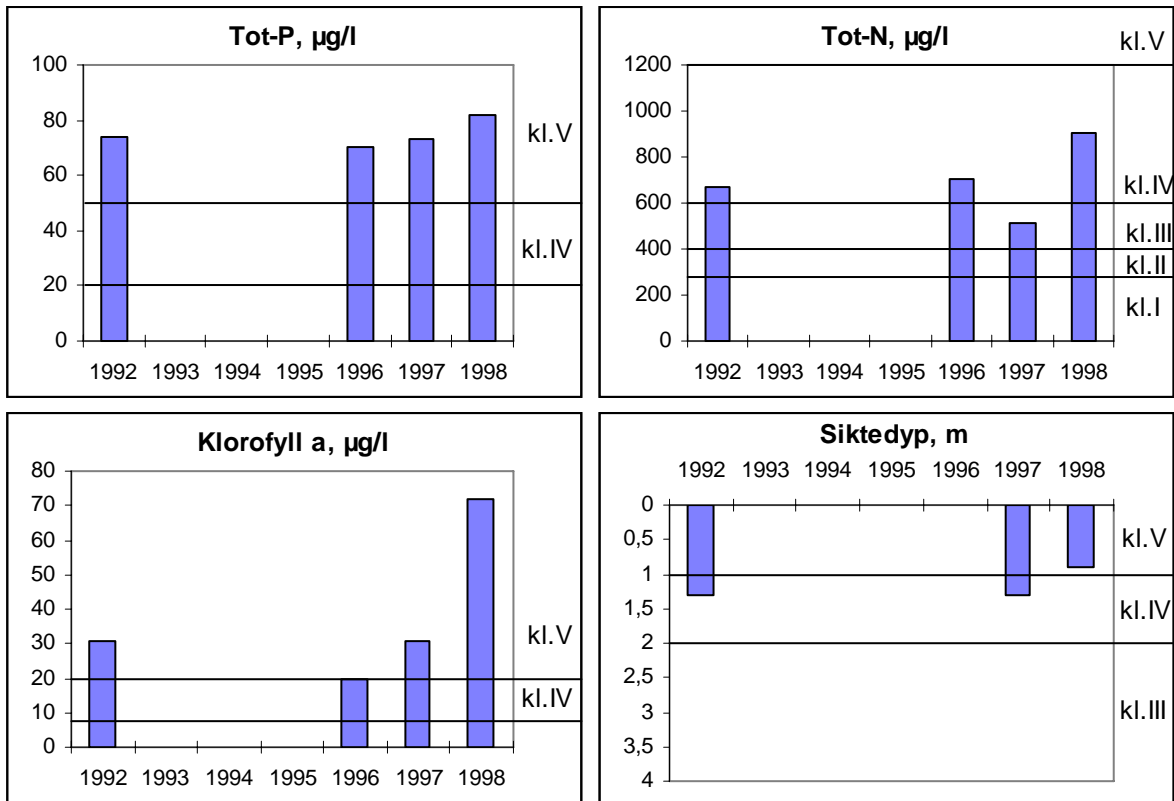 Tot-P, µg/l
100
80
60
40
20
0
1992 1993 1994 1995 1996 1997 1998
kl.V
kl.IV
Tot-N, µg/l
1200
1000
800
600
400
200
0
1992 1993 1994 1995 1996 1997 1998
kl.V
kl.IV
kl.III
kl.II
kl.I
Klorofyll a, µg/l
80
70
60
50
40
30
20
10
0
1992 1993 1994 1995 1996 1997 1998
kl.V
kl.IV
Siktedyp, m
1992 1993 1994 1995 1996 1997 1998
0
0,5
1
1,5
2
2,5
3
3,5
4
kl.V
kl.IV
kl.III